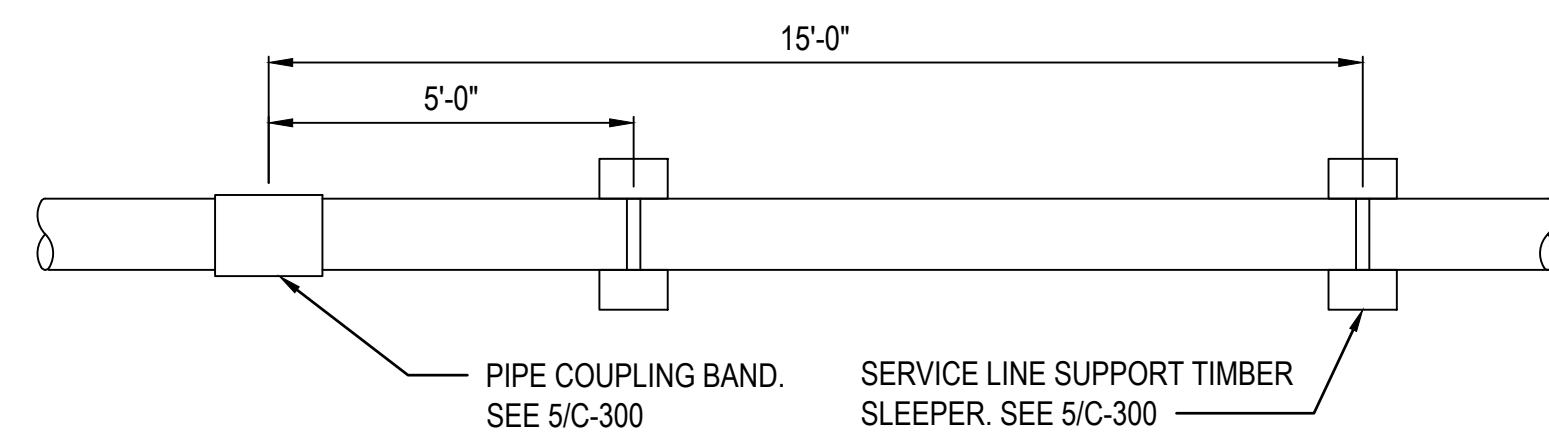 15'-0"
5'-0"
PIPE COUPLING BAND.
SEE 5/C-300
SERVICE LINE SUPPORT TIMBER
SLEEPER. SEE 5/C-300